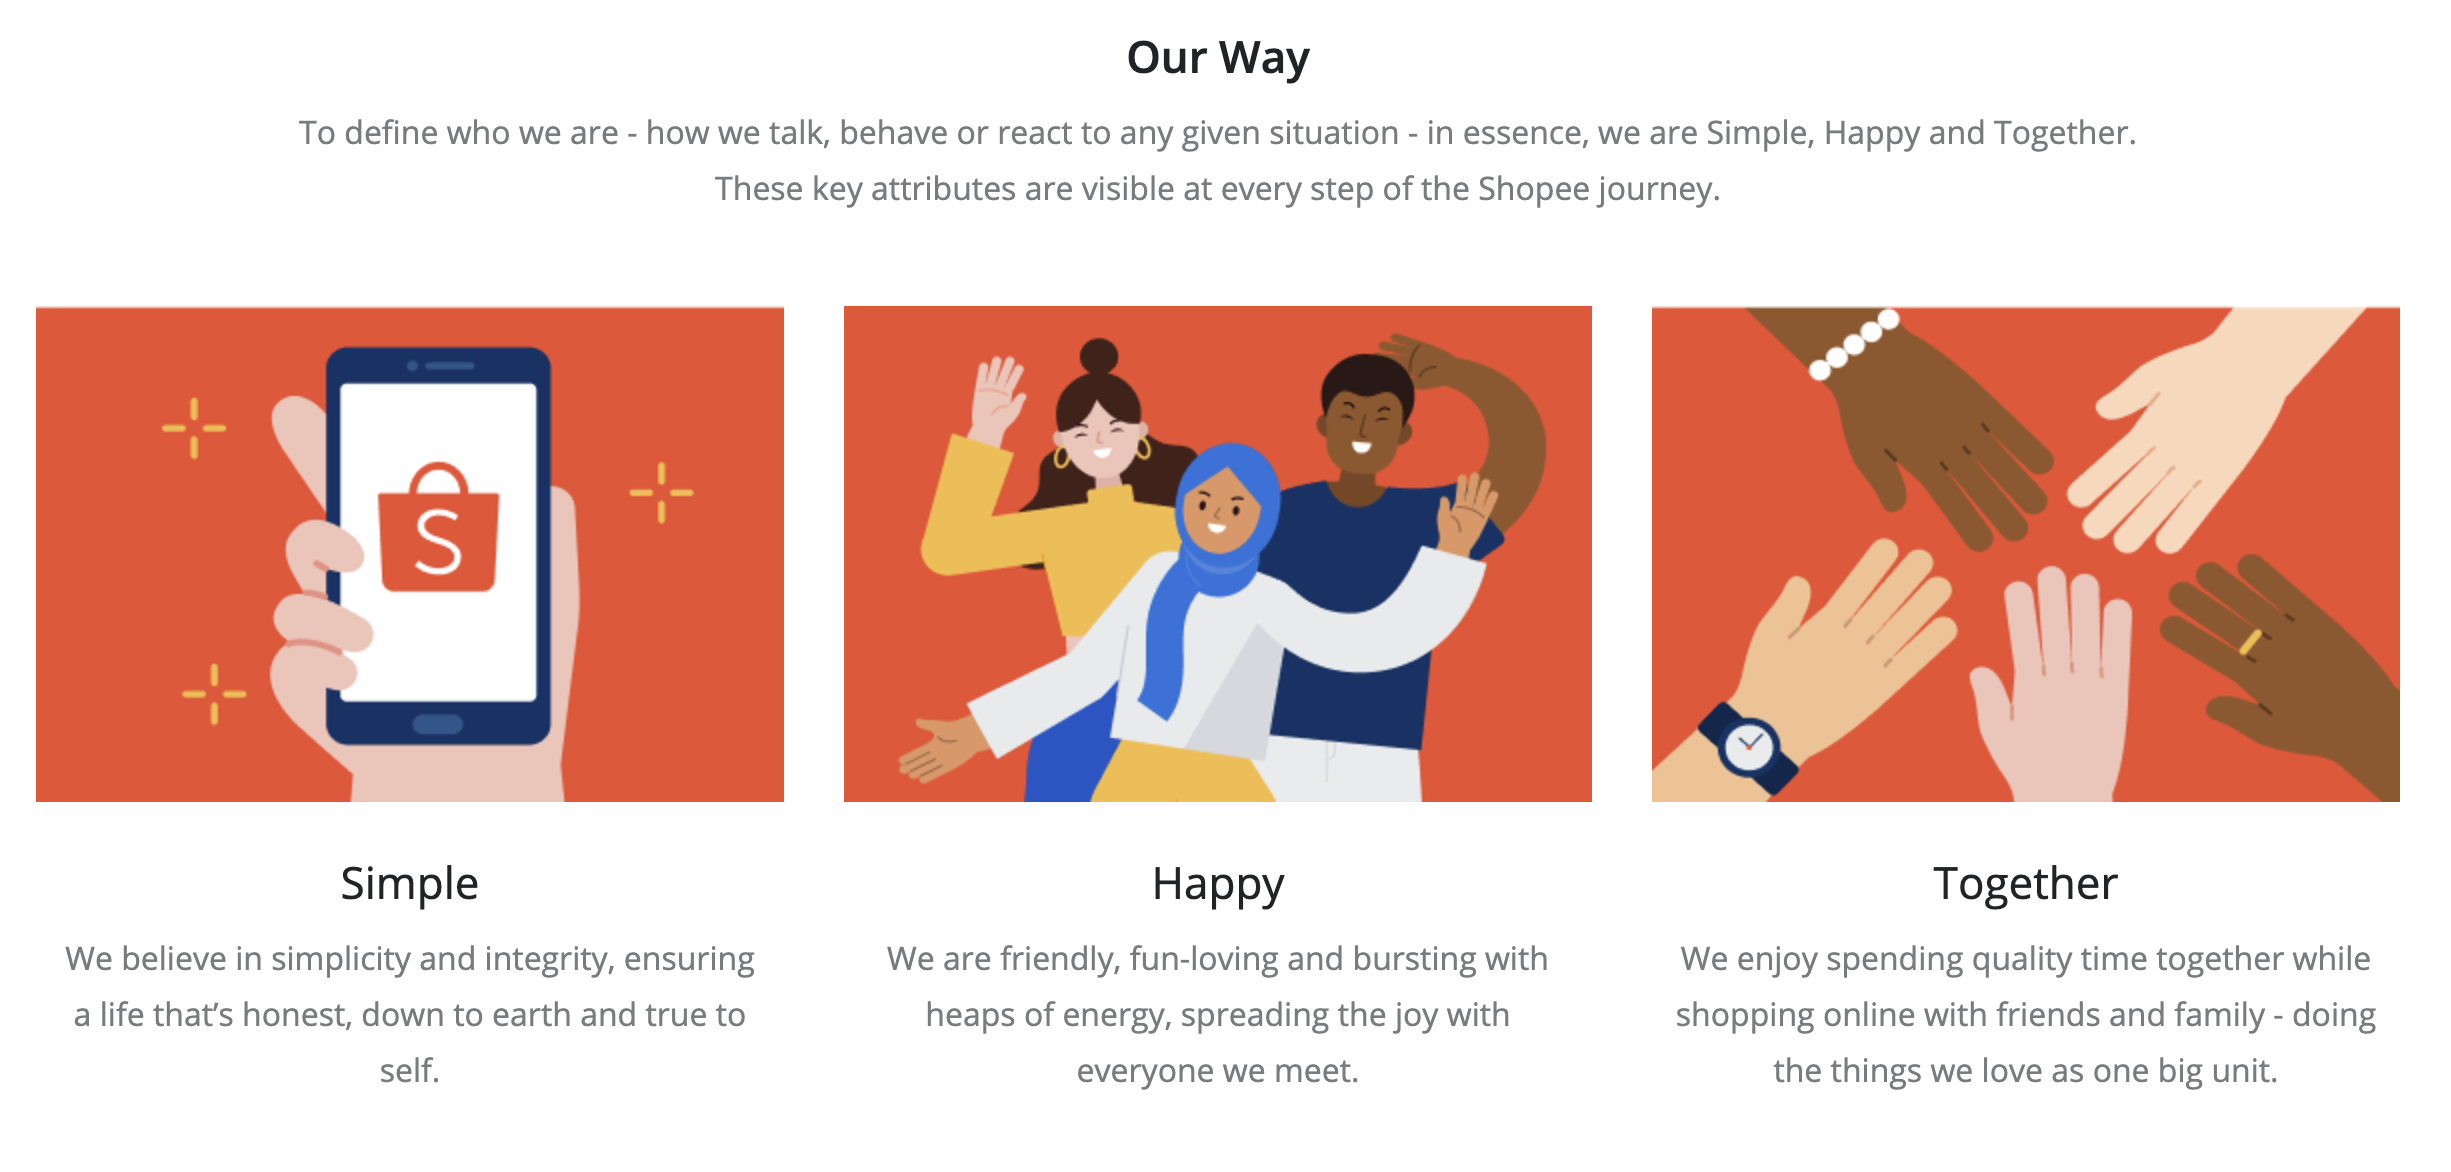 Our Way
To define who we are - how we talk, behave or react to any given situation - in essence, we are Simple, Happy and Together.
These key attributes are visible at every step of the Shopee journey.
S
Simple
We believe in simplicity and integrity, ensuring
a life that’s honest, down to earth and true to
self.
Happy
We are friendly, fun-loving and bursting with
heaps of energy, spreading the joy with
everyone we meet.
Together
We enjoy spending quality time together while
shopping online with friends and family - doing
the things we love as one big unit.